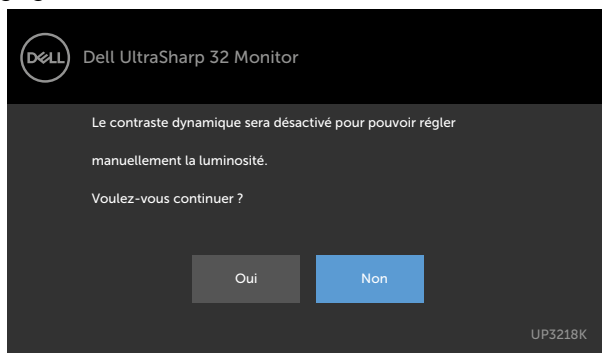 DELL
Dell UltraSharp 32 Monitor
Le contraste dynamique sera désactivé pour pouvoir régler
manuellement la luminosité.
Voulez-vous continuer ?
Oui
Non
UP3218K